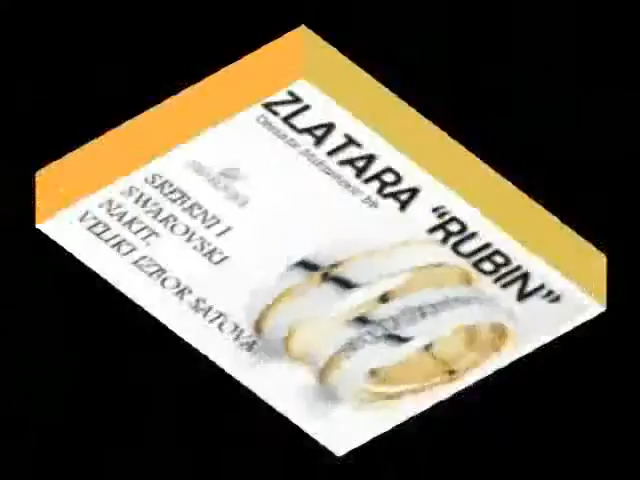 ZLATARA “RUBIN”
SREBRNI I
SWAROVSKI
NAKIT.
VELIKI IZBOR SATOVA